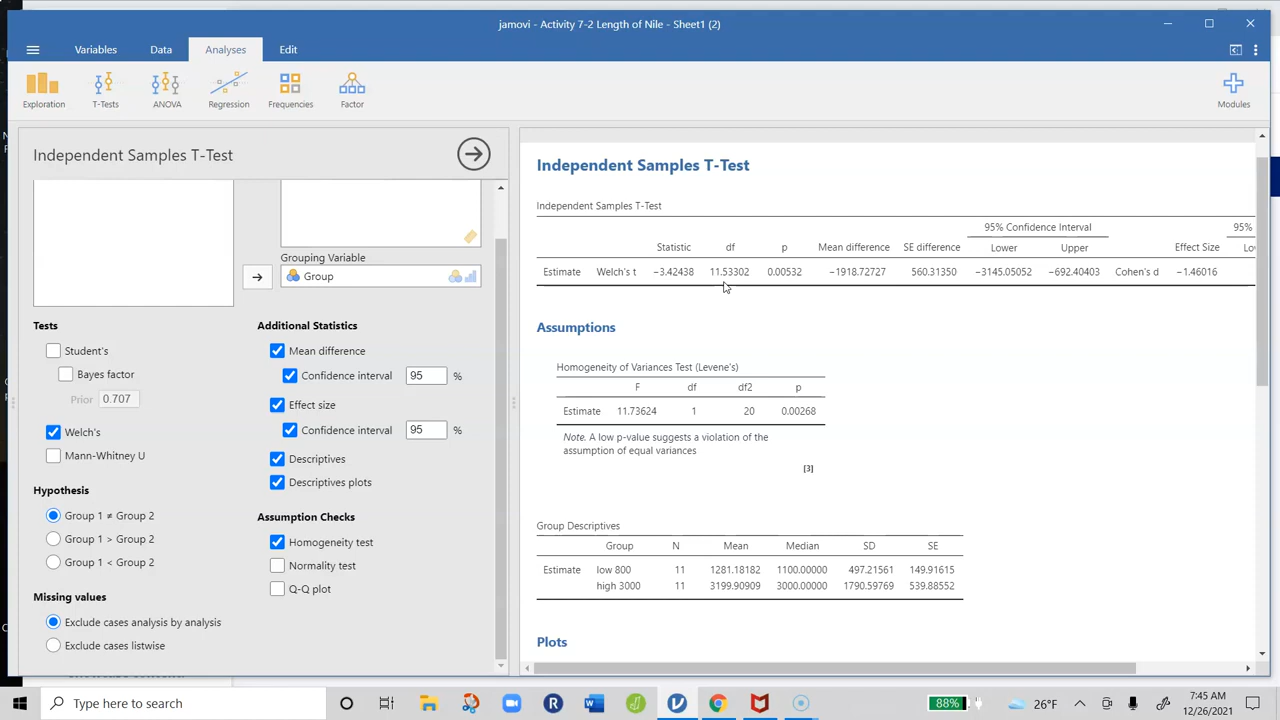 jamovi - Activity 7-2 Length of Nile - Sheet1 (2)
Variables Data Analyses Edit
Exploration T-Tests ANOVA Regression Frequencies Factor Modules
Independent Samples T-Test
Grouping Variable
Group
Tests
Student's
Bayes factor
Prior 0.707
Welch's
Mann-Whitney U
Hypothesis
Group 1 ≠ Group 2
Group 1 > Group 2
Group 1 < Group 2
Missing values
Exclude cases analysis by analysis
Exclude cases listwise
Additional Statistics
Mean difference
Confidence interval 95 %
Effect size
Confidence interval 95 %
Descriptives
Descriptives plots
Assumption Checks
Homogeneity test
Normality test
Q-Q plot
Independent Samples T-Test
Independent Samples T-Test
95% Confidence Interval 95%
Statistic df p Mean difference SE difference Lower Upper Effect Size
Estimate Welch's t −3.42438 11.53302 0.00532 −1918.72727 560.31350 −3145.05052 −692.40403 Cohen's d −1.46016
Assumptions
Homogeneity of Variances Test (Levene's)
F df df2 p
Estimate 11.73624 1 20 0.00268
Note. A low p-value suggests a violation of the
assumption of equal variances
[3]
Group Descriptives
Group N Mean Median SD SE
Estimate low 800 11 1281.18182 1100.00000 497.21561 149.91615
high 3000 11 3199.90909 3000.00000 1790.59769 539.88552
Plots
Type here to search
88%
26°F
7:45 AM
12/26/2021